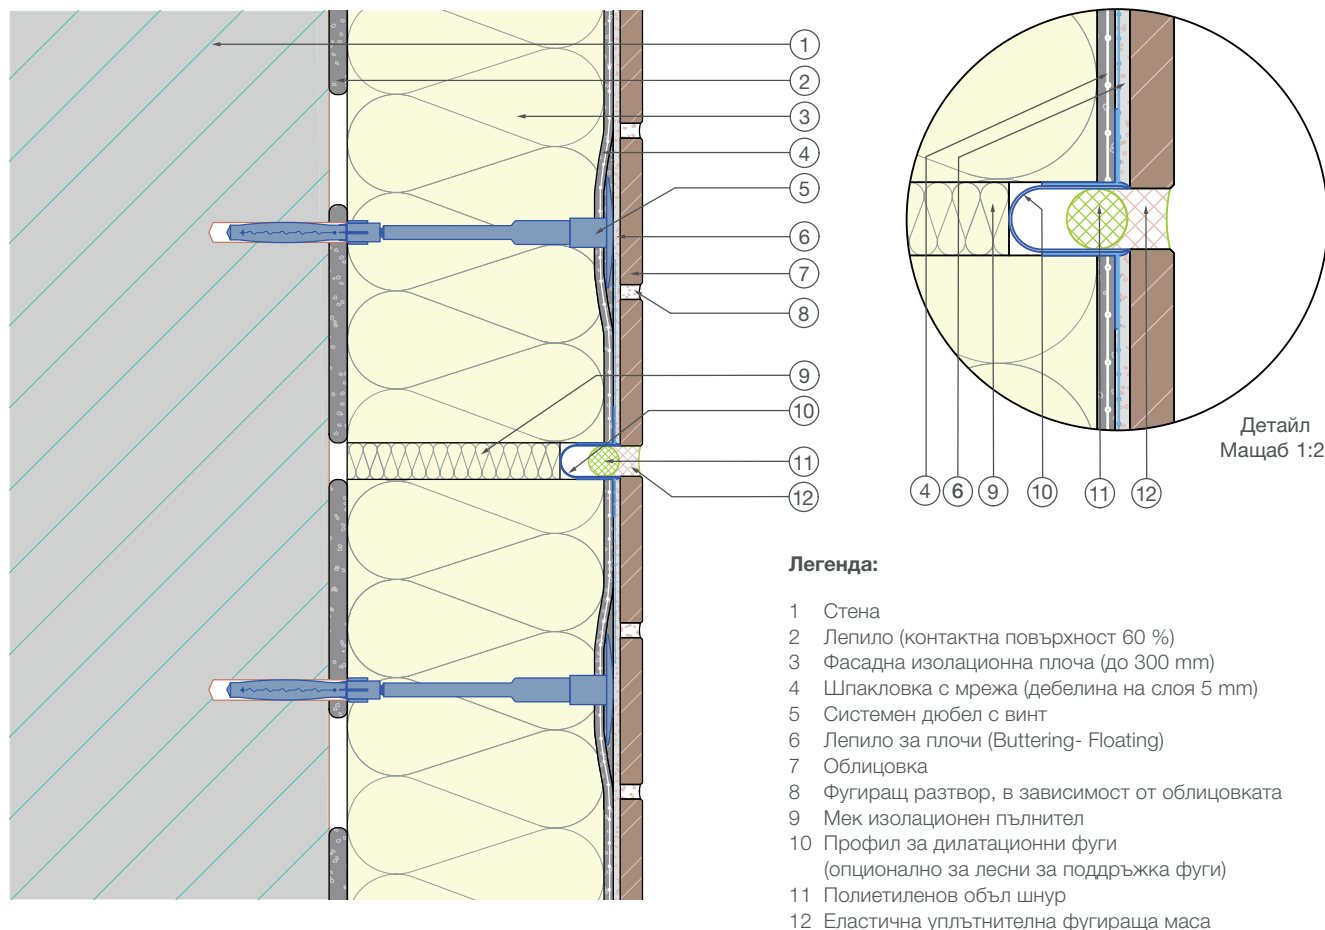 1
2
3
4
5
6
7
8
9
10
11
12
4 6 9 10 11 12
Детайл
Мащаб 1:2
Легенда:
1 Стена
2 Лепило (контактна повърхност 60 %)
3 Фасадна изолационна плоча (до 300 mm)
4 Шпакловка с мрежа (дебелина на слоя 5 mm)
5 Системен дюбел с винт
6 Лепило за плочи (Buttering- Floating)
7 Облицовка
8 Фугиращ разтвор, в зависимост от облицовката
9 Мек изолационен пълнител
10 Профил за дилатационни фуги
(опционално за лесни за поддръжка фуги)
11 Полиетиленов объл шнур
12 Еластична уплътнителна фугираща маса